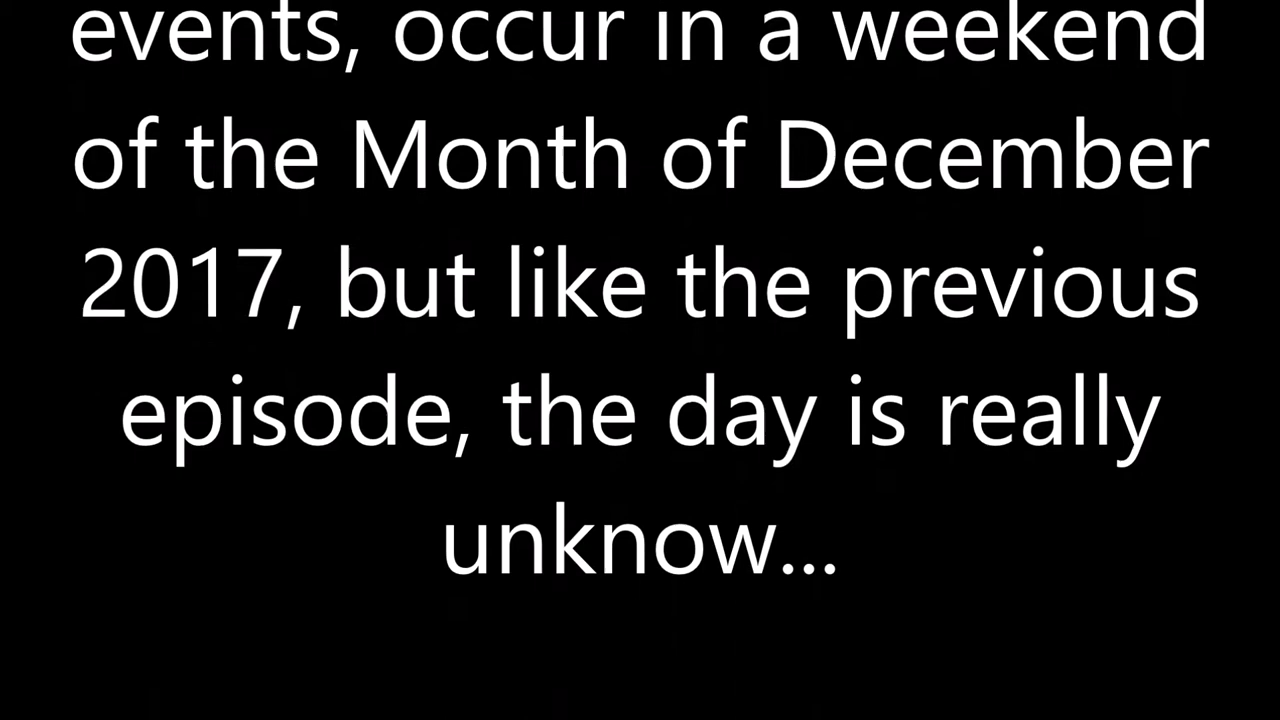 events, occur in a weekend
of the Month of December
2017, but like the previous
episode, the day is really
unknow...